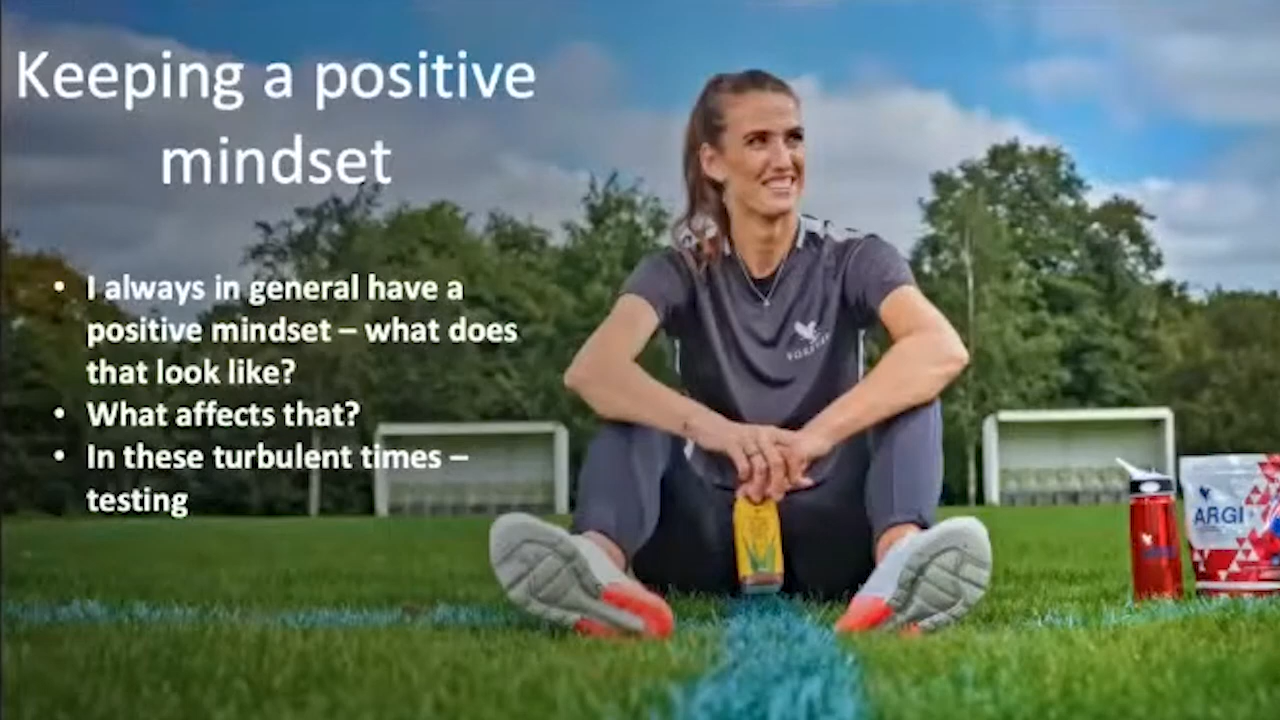 Keeping a positive
mindset
• I always in general have a
positive mindset – what does
that look like?
• What affects that?
• In these turbulent times –
testing
FOREVER
ARGI